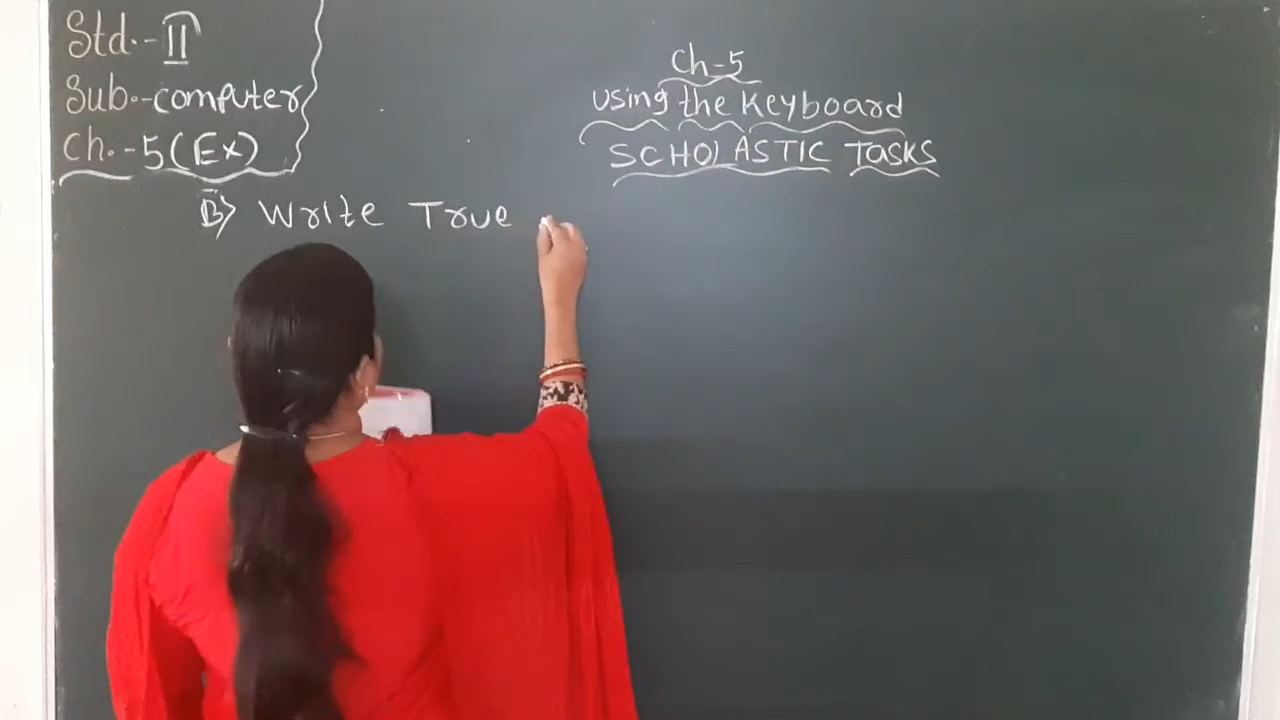 Std.-II
Sub.-computer
Ch.-5(Ex)
Ch-5
using the Keyboard
SCHOLASTIC TasKS
B) Write True